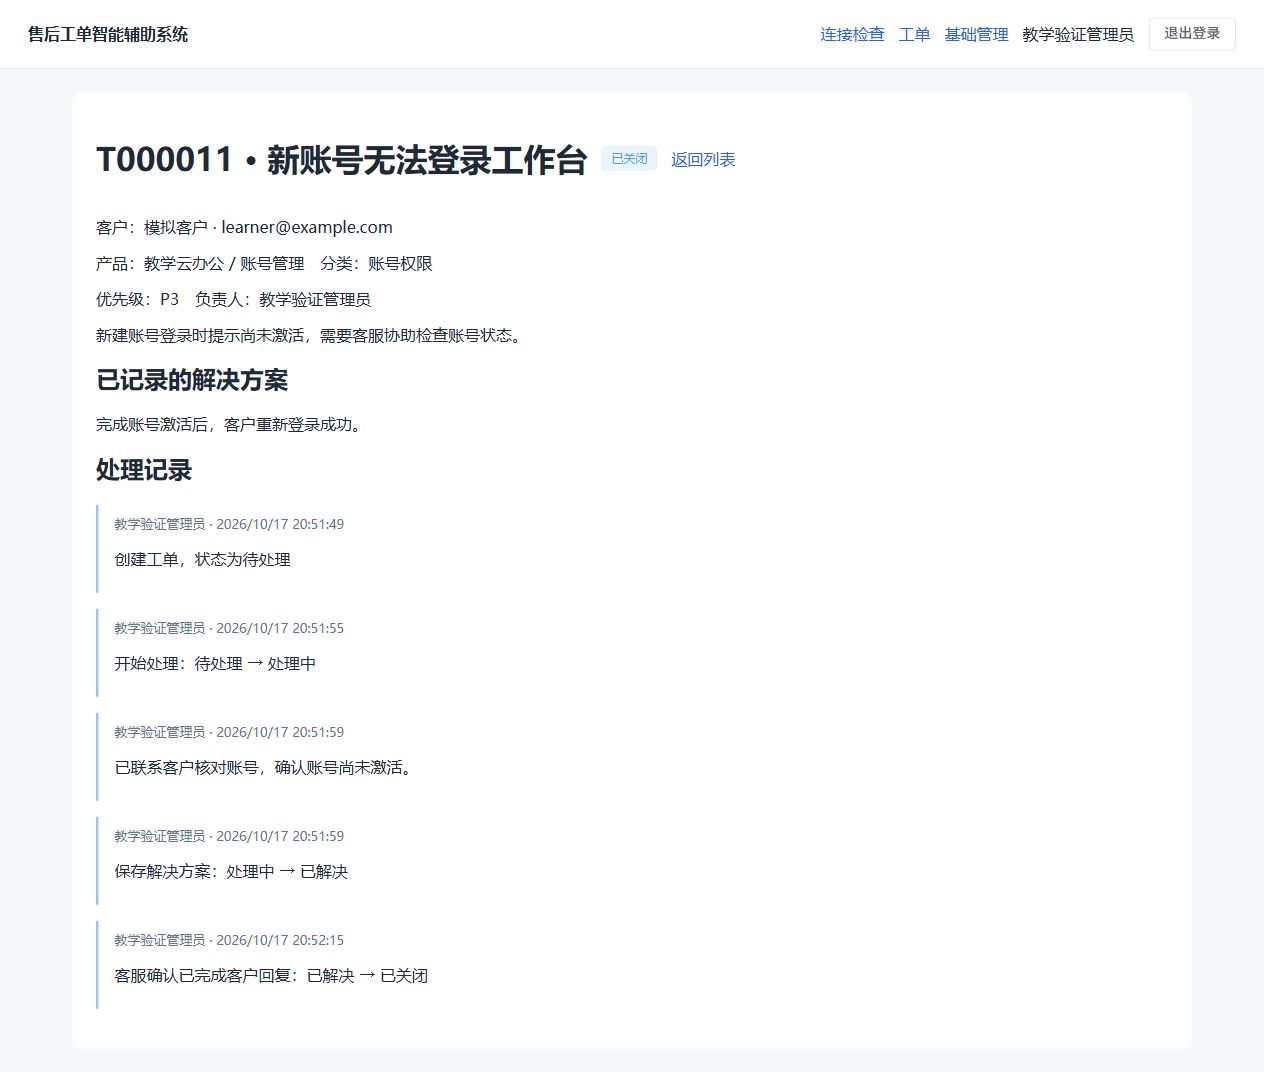 售后工单智能辅助系统
连接检查 工单 基础管理 教学验证管理员 退出登录
T000011 · 新账号无法登录工作台 已关闭 返回列表
客户：模拟客户 · learner@example.com
产品：教学云办公 / 账号管理 分类：账号权限
优先级：P3 负责人：教学验证管理员
新建账号登录时提示尚未激活，需要客服协助检查账号状态。
已记录的解决方案
完成账号激活后，客户重新登录成功。
处理记录
教学验证管理员 · 2026/10/17 20:51:49
创建工单，状态为待处理
教学验证管理员 · 2026/10/17 20:51:55
开始处理：待处理 → 处理中
教学验证管理员 · 2026/10/17 20:51:59
已联系客户核对账号，确认账号尚未激活。
教学验证管理员 · 2026/10/17 20:51:59
保存解决方案：处理中 → 已解决
教学验证管理员 · 2026/10/17 20:52:15
客服确认已完成客户回复：已解决 → 已关闭